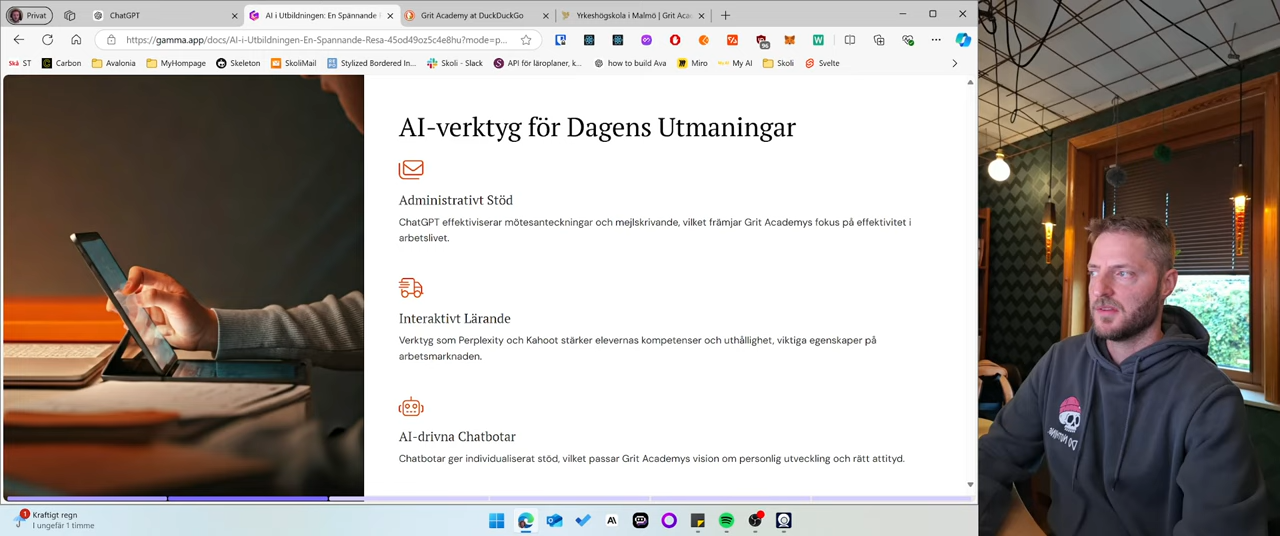 Privat
ChatGPT
AI i Utbildningen: En Spännande
Grit Academy at DuckDuckGo
Yrkeshögskola i Malmö | Grit Aca
https://gamma.app/docs/AI-i-Utbildningen-En-Spannande-Resa-45od49oz5c4e8hu?mode=p...
96
ST
Carbon
Avalonia
MyHompage
Skeleton
SkoliMail
Stylized Bordered In...
Skoli - Slack
API för läroplaner, k...
how to build Ava
Miro
My AI
Skoli
Svelte
AI-verktyg för Dagens Utmaningar
Administrativt Stöd
ChatGPT effektiviserar mötesanteckningar och mejlskrivande, vilket främjar Grit Academys fokus på effektivitet i
arbetslivet.
Interaktivt Lärande
Verktyg som Perplexity och Kahoot stärker elevernas kompetenser och uthållighet, viktiga egenskaper på
arbetsmarknaden.
AI-drivna Chatbotar
Chatbotar ger individualiserat stöd, vilket passar Grit Academys vision om personlig utveckling och rätt attityd.
1
Kraftigt regn
I ungefär 1 timme